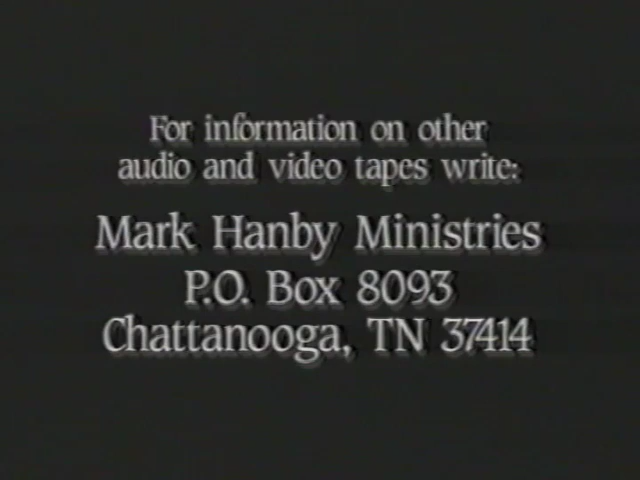 For information on other
audio and video tapes write:
Mark Hanby Ministries
P.O. Box 8093
Chattanooga, TN 37414